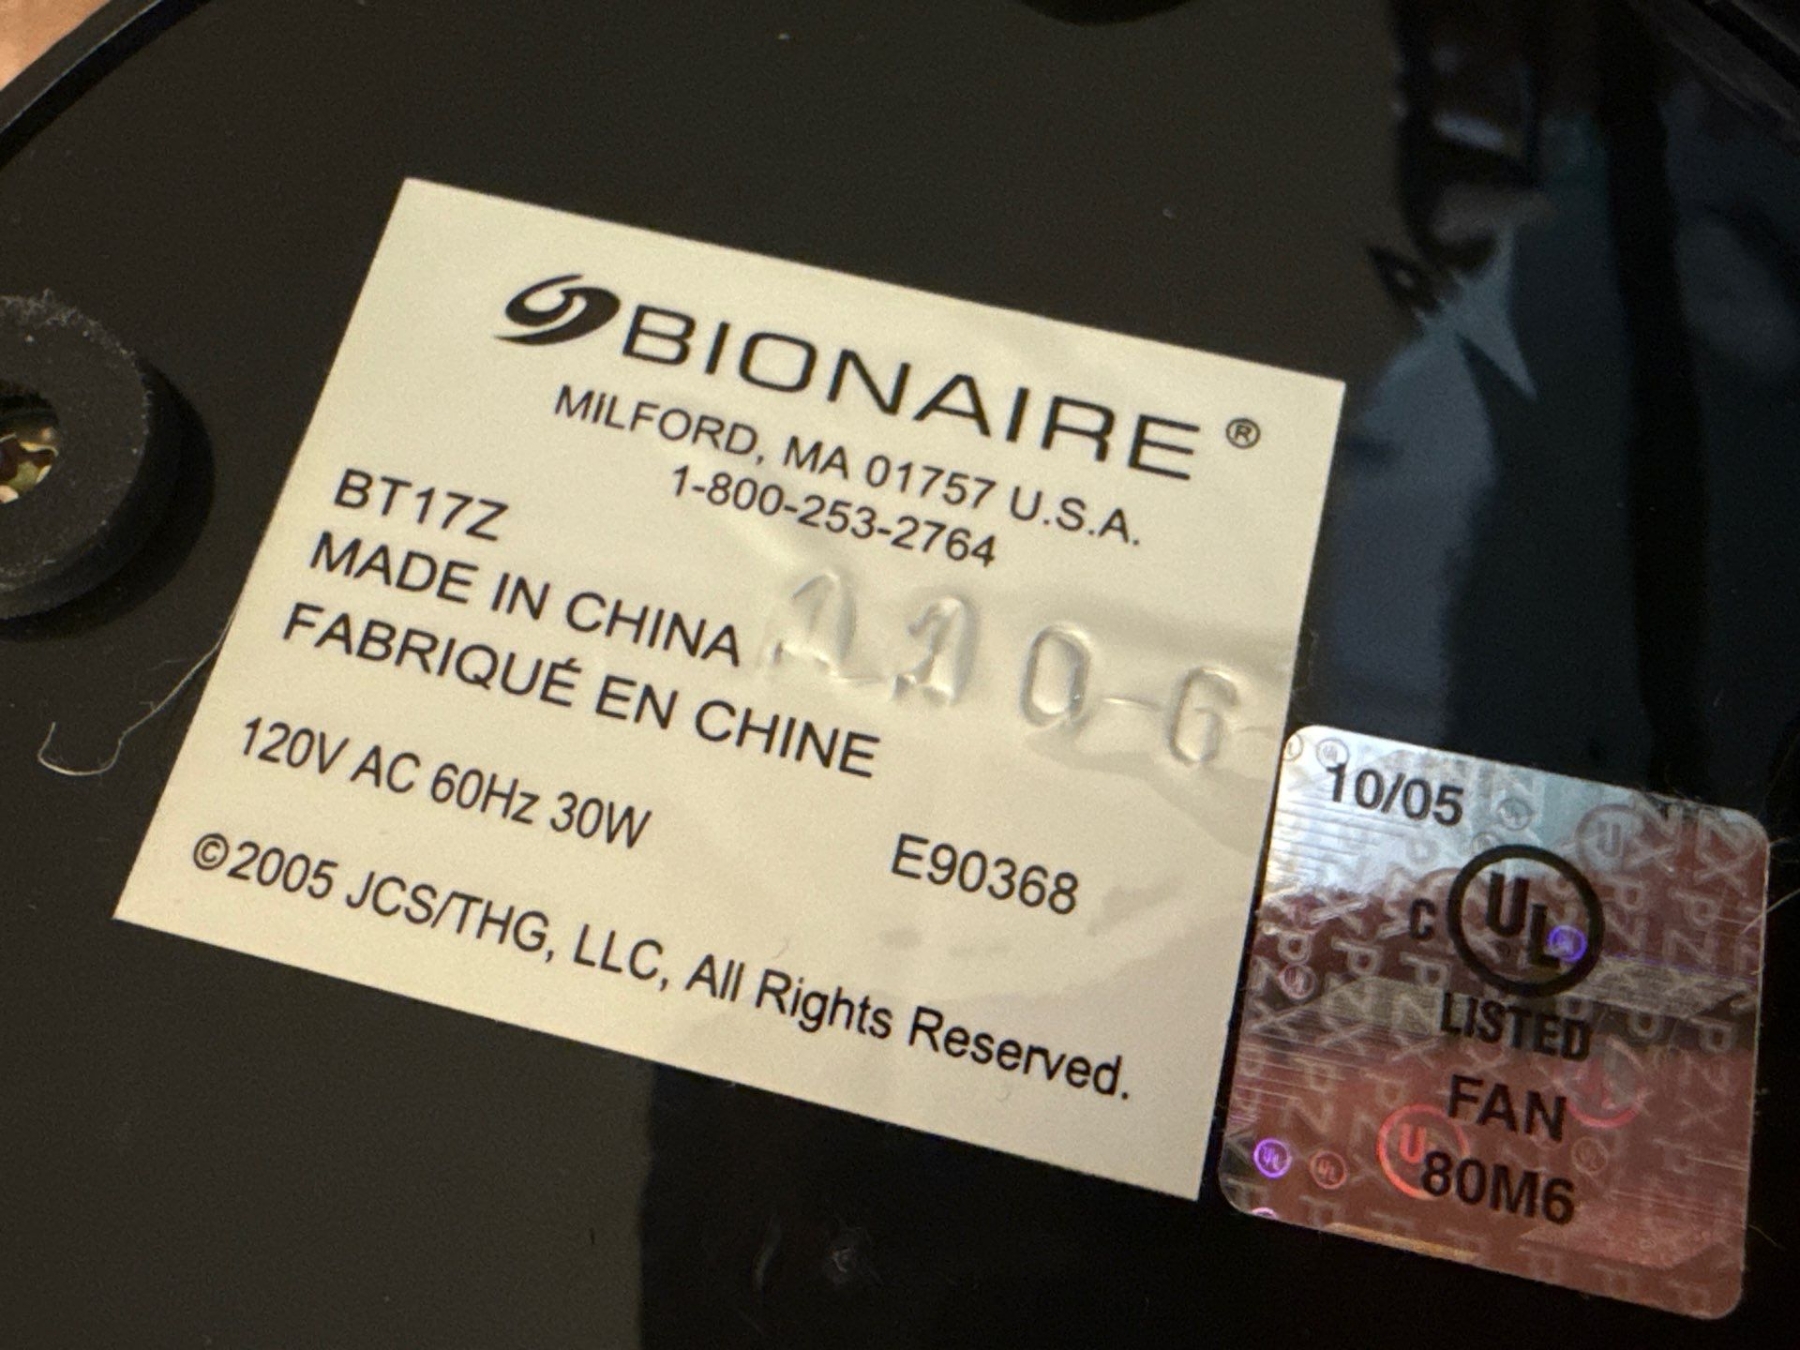 BIONAIRE®
MILFORD, MA 01757 U.S.A.
1-800-253-2764
BT17Z
MADE IN CHINA
FABRIQUÉ EN CHINE
1106
120V AC 60Hz 30W
E90368
©2005 JCS/THG, LLC, All Rights Reserved.
10/05
C UL
LISTED
FAN
80M6